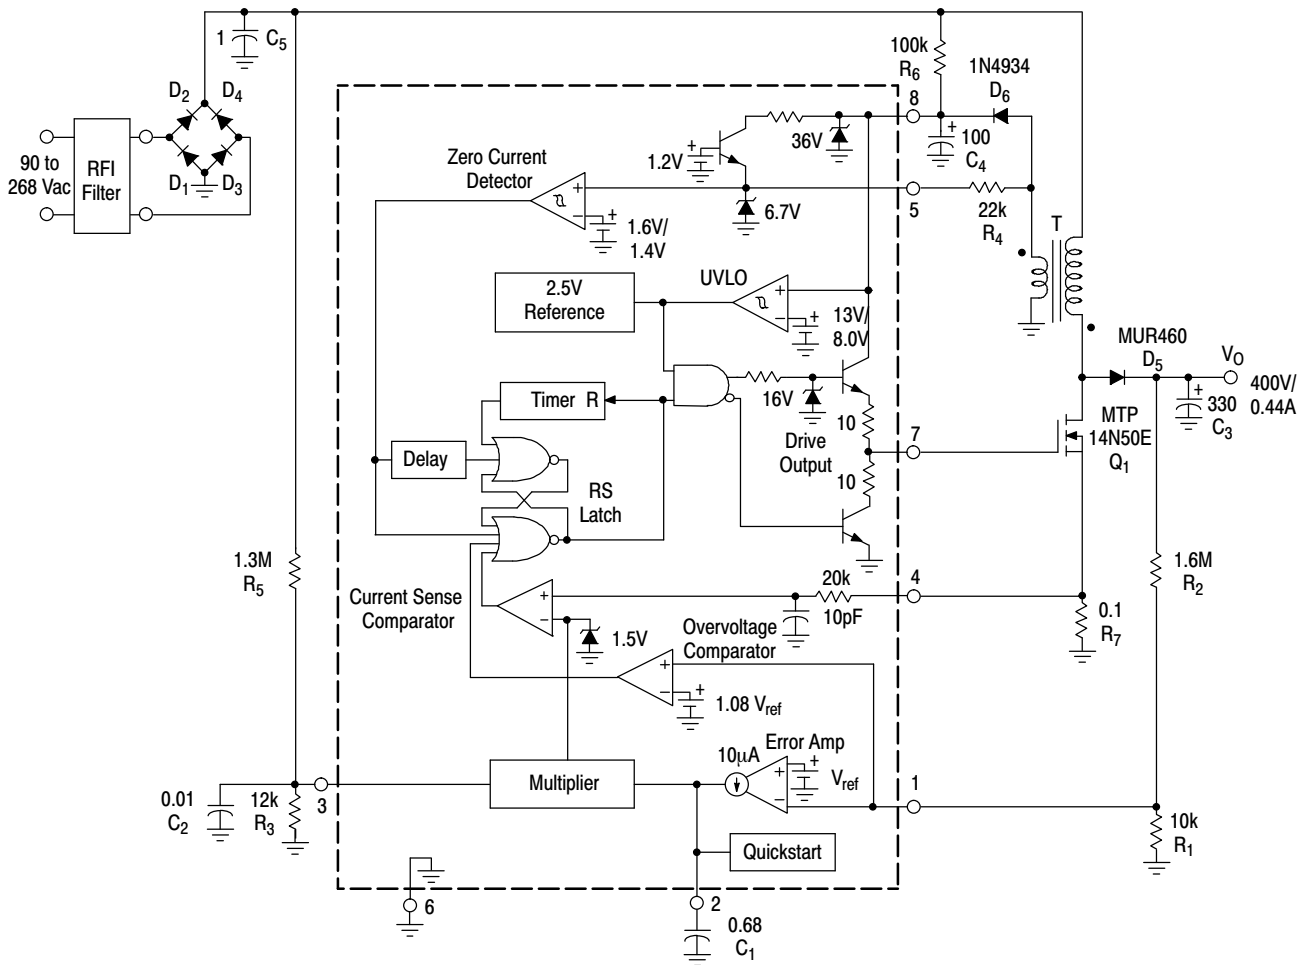 1
C5
100k
R6
1N4934
D6
8
D2
D4
36V
100
C4
1.2V
90 to
268 Vac
RFI
Filter
D1
D3
Zero Current
Detector
+
−
+
1.6V/
1.4V
6.7V
5
22k
R4
T
2.5V
Reference
UVLO
+
−
+
13V/
8.0V
MUR460
D5
VO
400V/
0.44A
+
330
C3
Timer R
16V
10
Drive
Output
7
MTP
14N50E
Q1
Delay
10
RS
Latch
1.3M
R5
20k
4
1.6M
R2
10pF
Current Sense
Comparator
+
−
1.5V
0.1
R7
Overvoltage
Comparator
+
−
+
1.08 Vref
10µA
Error Amp
+
−
+
Vref
Multiplier
3
1
0.01
C2
12k
R3
10k
R1
Quickstart
6
2
0.68
C1